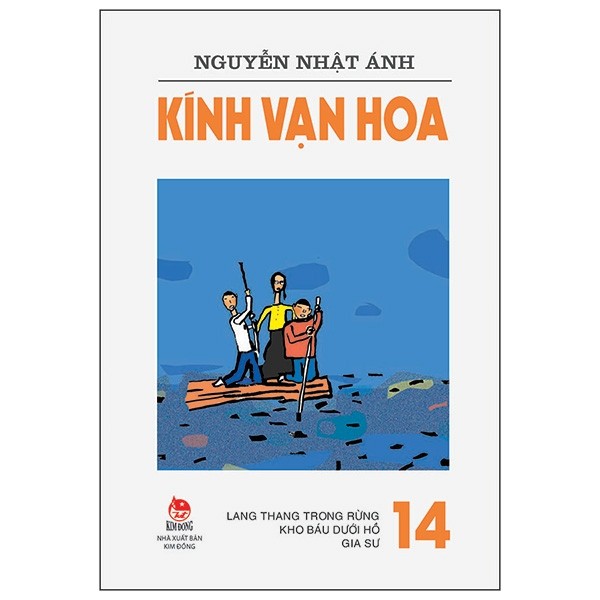 NGUYỄN NHẬT ÁNH
KÍNH VẠN HOA
LANG THANG TRONG RỪNG
KHO BÁU DƯỚI HỒ
GIA SƯ
14
KIM ĐỒNG
NHÀ XUẤT BẢN
KIM ĐỒNG